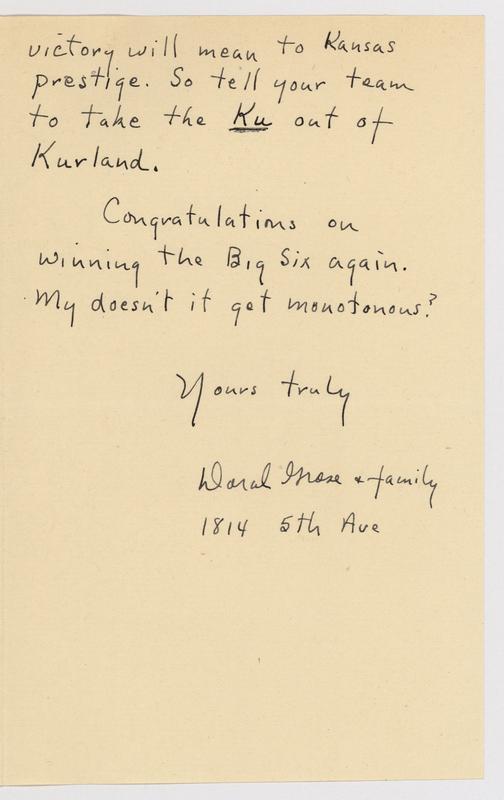 victory will mean to Kansas
prestige. So tell your team
to take the Ku out of
Kurland.
Congratulations on
winning the Big Six again.
My doesn't it get monotonous?
Yours truly
& family
1814 5th Ave